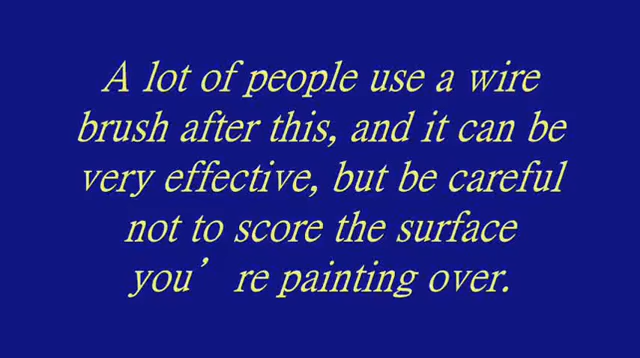 A lot of people use a wire
brush after this, and it can be
very effective, but be careful
not to score the surface
you’re painting over.